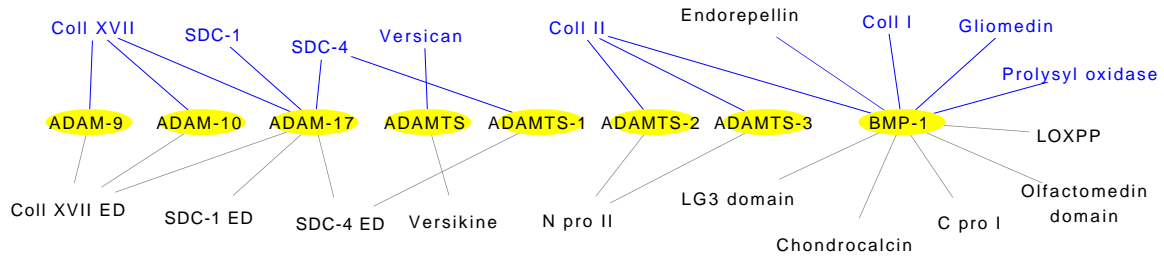 Coll XVII
SDC-1
SDC-4
Versican
Coll II
Endorepellin
Coll I
Gliomedin
Prolysyl oxidase
ADAM-9
ADAM-10
ADAM-17
ADAMTS
ADAMTS-1
ADAMTS-2
ADAMTS-3
BMP-1
LOXPP
Coll XVII ED
SDC-1 ED
SDC-4 ED
Versikine
N pro II
LG3 domain
Chondrocalcin
C pro I
Olfactomedin
domain